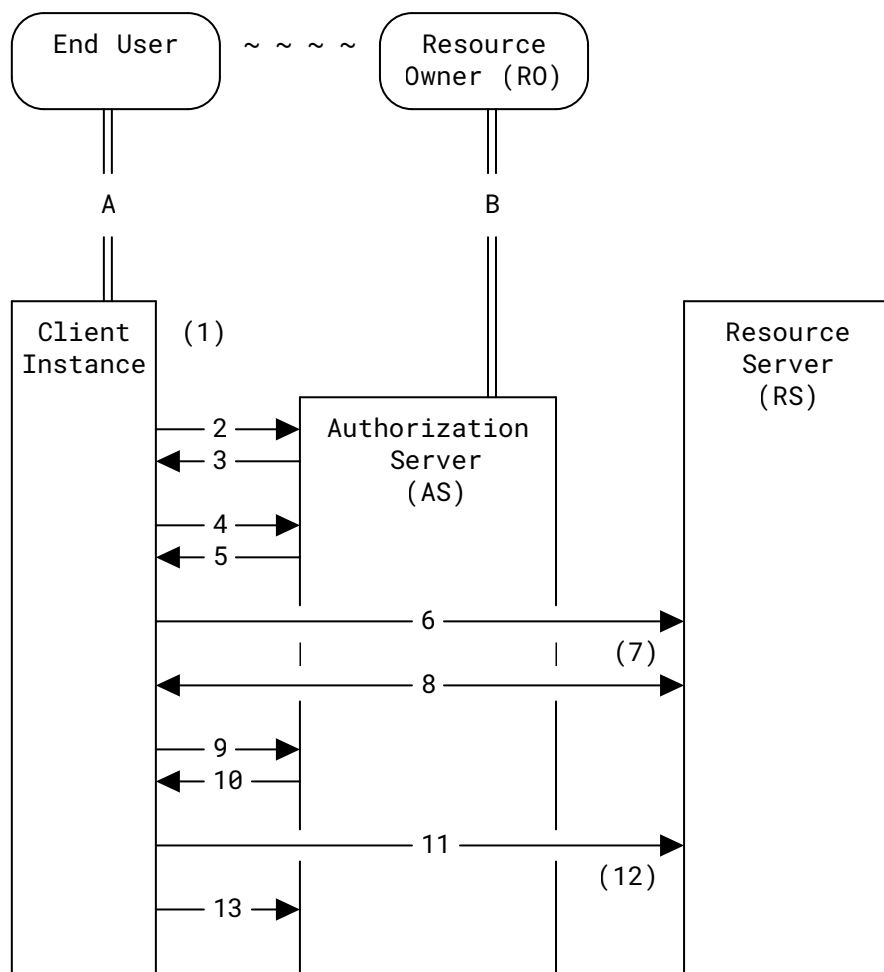 End User ~ ~ ~ ~ Resource
Owner (RO)
A B
Client (1) Resource
Instance Server
(RS)
2 Authorization
3 Server
(AS)
4
5
6
(7)
8
9
10
11
(12)
13